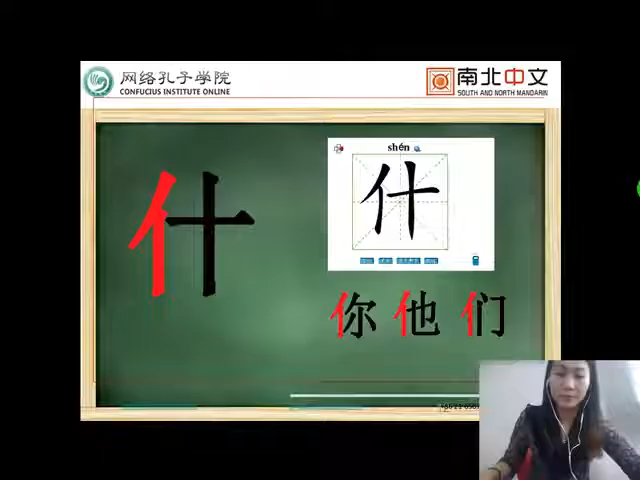 网络孔子学院
CONFUCIUS INSTITUTE ONLINE
南北中文
SOUTH AND NORTH MANDARIN
什
shén
什
你 他 们